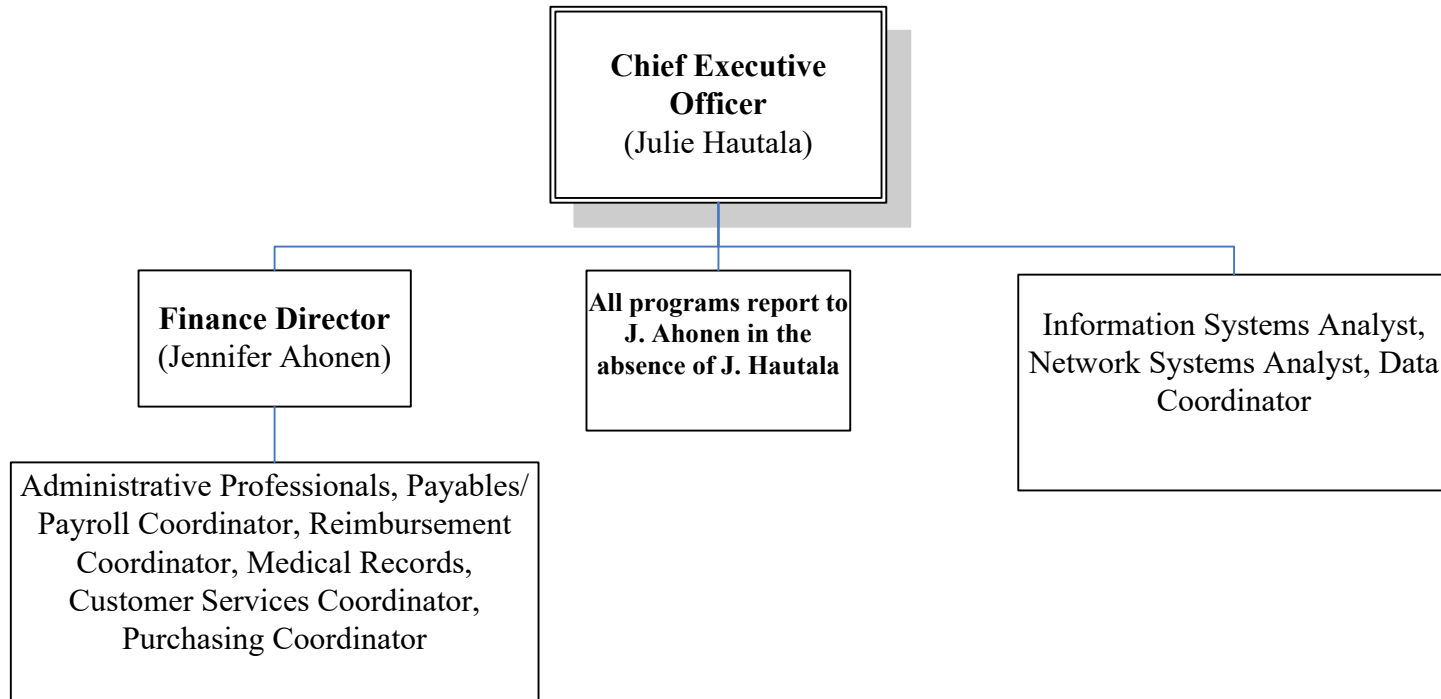 Chief Executive
Officer
(Julie Hautala)
Finance Director
(Jennifer Ahonen)
All programs report to
J. Ahonen in the
absence of J. Hautala
Information Systems Analyst,
Network Systems Analyst, Data
Coordinator
Administrative Professionals, Payables/
Payroll Coordinator, Reimbursement
Coordinator, Medical Records,
Customer Services Coordinator,
Purchasing Coordinator